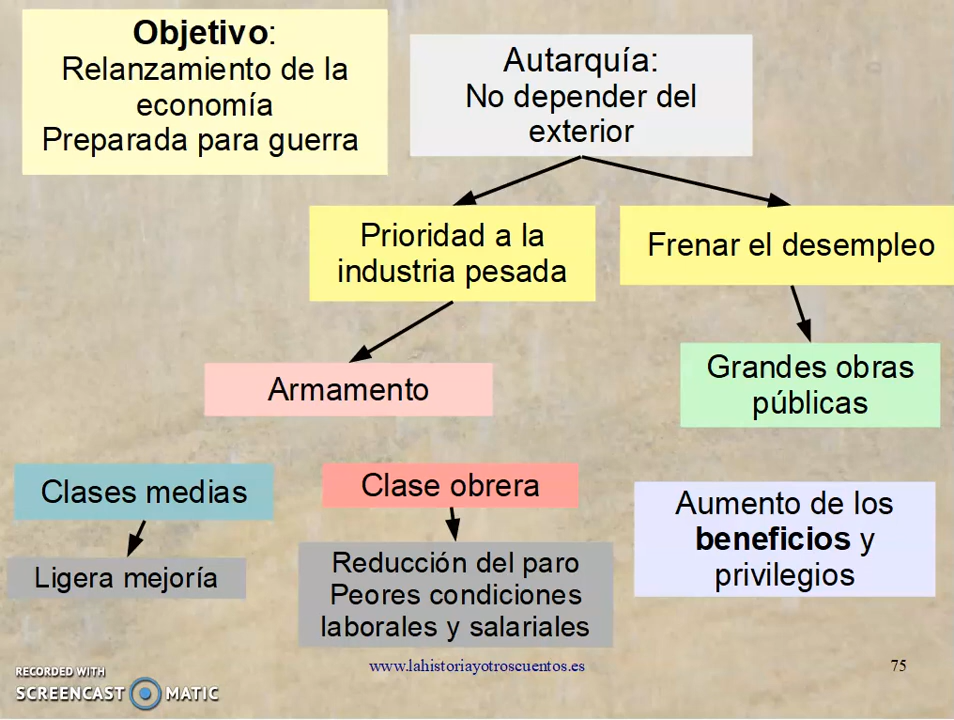 Objetivo:
Relanzamiento de la
economía
Preparada para guerra
Autarquía:
No depender del
exterior
Prioridad a la
industria pesada
Frenar el desempleo
Armamento
Grandes obras
públicas
Clases medias
Ligera mejoría
Clase obrera
Reducción del paro
Peores condiciones
laborales y salariales
Aumento de los
beneficios y
privilegios
www.lahistoriayotroscuentos.es
75
RECORDED WITH
SCREENCAST MATIC